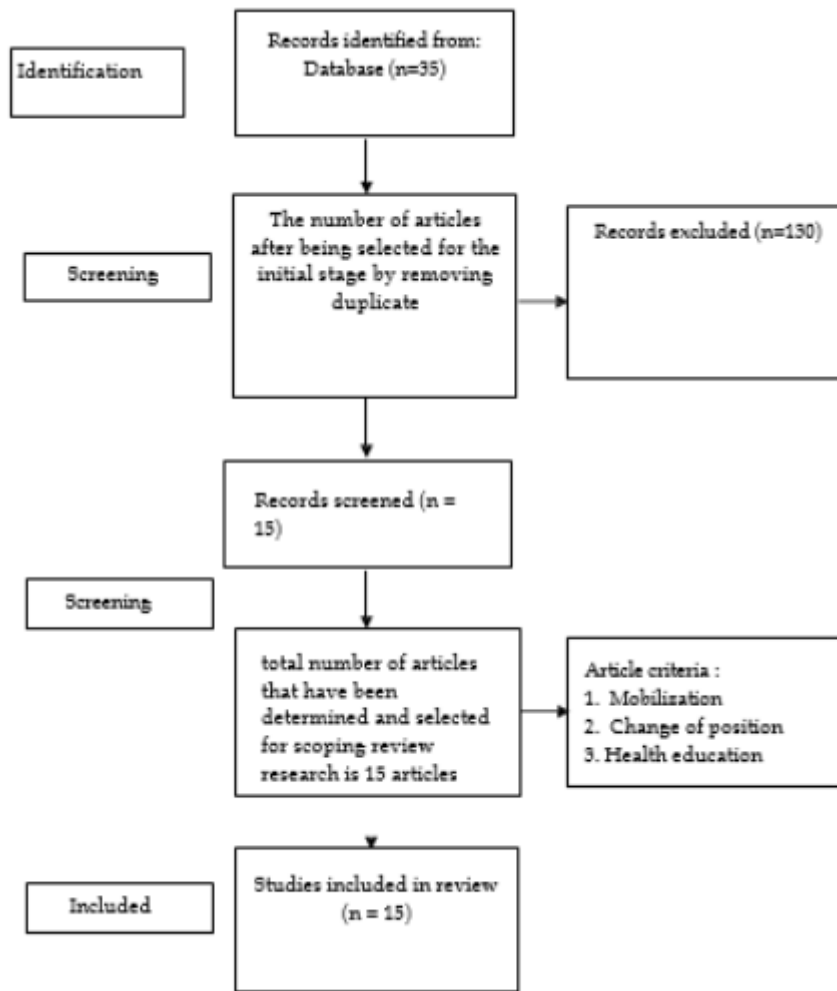 Records identified from:
Database (n=35)
Identification
The number of articles
after being selected for the
initial stage by removing
duplicate
Records excluded (n=130)
Screening
Records screened (n =
15)
Screening
total number of articles
that have been
determined and selected
for scoping review
research is 15 articles
Article criteria :
1. Mobilization
2. Change of position
3. Health education
Studies included in review
(n = 15)
Included